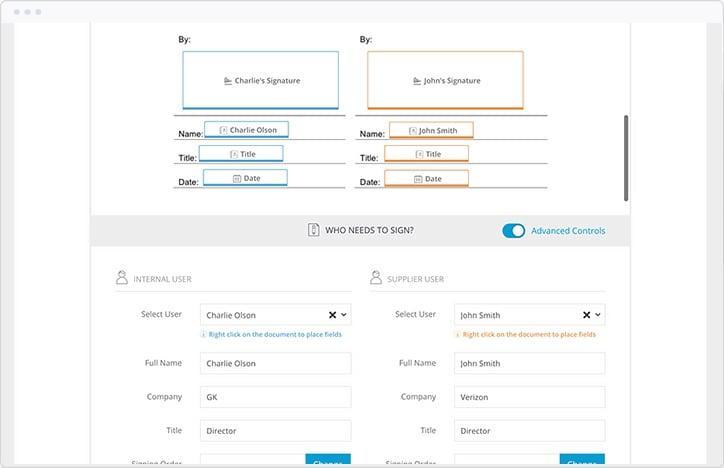 By: By:
Charlie's Signature John's Signature
Name: Charlie Olson Name: John Smith
Title: Title Title: Title
Date: Date Date: Date
WHO NEEDS TO SIGN? Advanced Controls
INTERNAL USER SUPPLIER USER
Select User Charlie Olson Select User John Smith
Right click on the document to place fields Right click on the document to place fields
Full Name Charlie Olson Full Name John Smith
Company GK Company Verizon
Title Director Title Director
Signing Order Change Signing Order Change